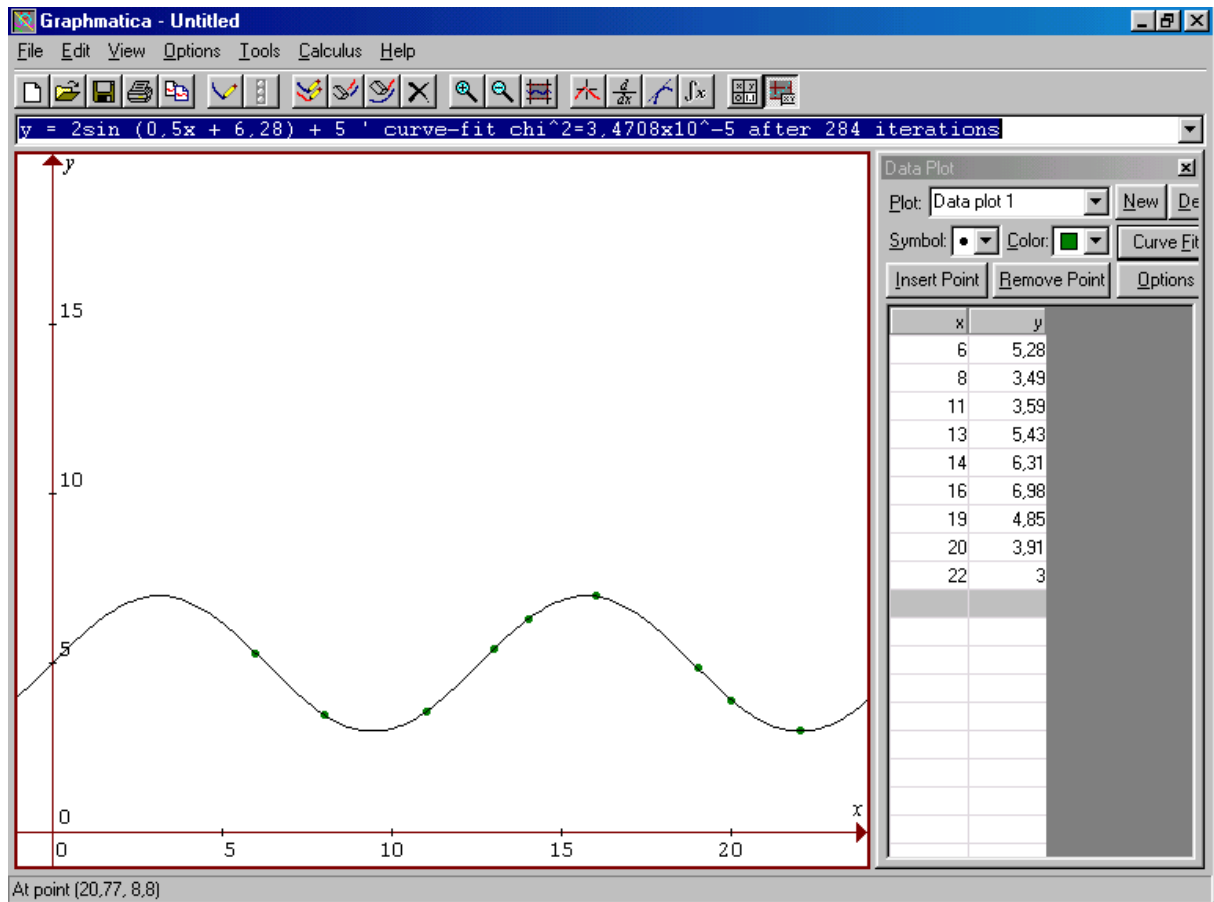 Graphmatica - Untitled
File Edit View Options Tools Calculus Help
y = 2sin (0,5x + 6,28) + 5 ' curve-fit chi^2=3,4708x10^-5 after 284 iterations
y
15
10
5
0
x
0 5 10 15 20
Data Plot
Plot: Data plot 1 New De
Symbol: Color: Curve Fit
Insert Point Remove Point Options
x y
6 5,28
8 3,49
11 3,59
13 5,43
14 6,31
16 6,98
19 4,85
20 3,91
22 3
At point (20,77, 8,8)